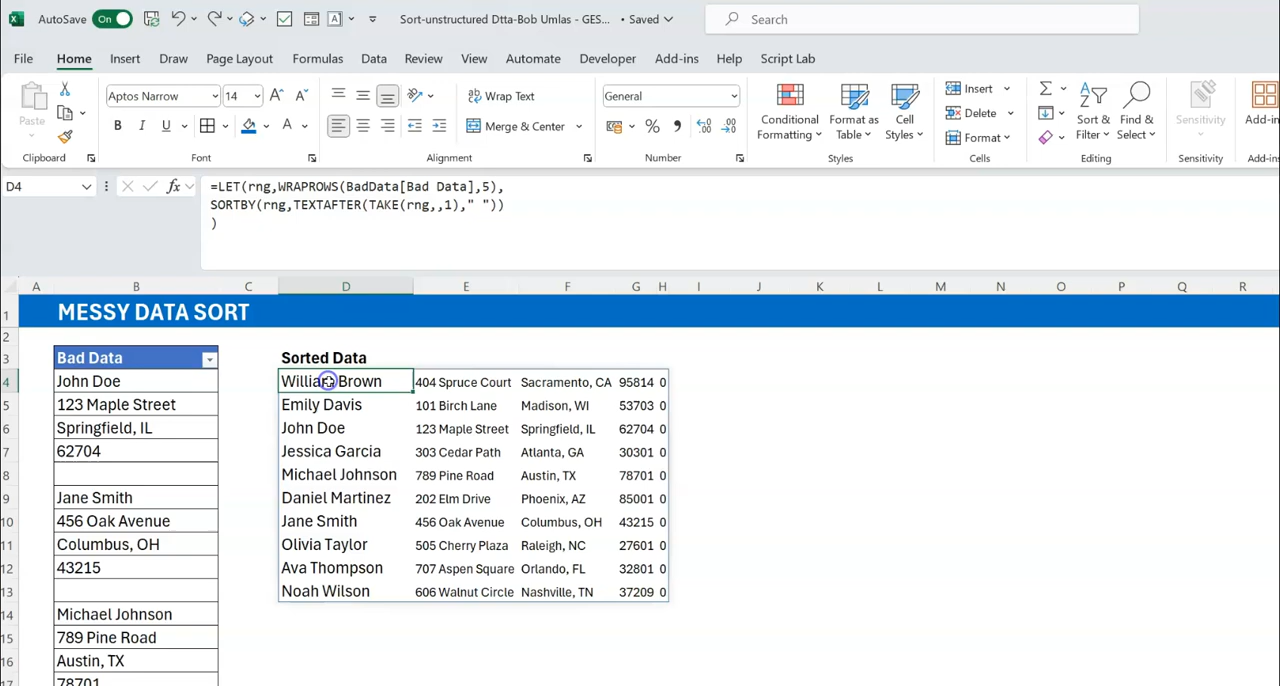 AutoSave On Sort-unstructured Dtta-Bob Umlas - GES... • Saved Search
File Home Insert Draw Page Layout Formulas Data Review View Automate Developer Add-ins Help Script Lab
Paste
Clipboard
Aptos Narrow 14
B I U
Font
Wrap Text
Merge & Center
Alignment
General
Number
Conditional Formatting
Format as Table
Cell Styles
Styles
Insert
Delete
Format
Cells
Sort & Filter
Find & Select
Editing
Sensitivity
Sensitivity
Add-in
Add-in
D4 fx =LET(rng,WRAPROWS(BadData[Bad Data],5),
SORTBY(rng,TEXTAFTER(TAKE(rng,,1)," "))
)
A B C D E F G H I J K L M N O P Q R
1 MESSY DATA SORT
2
3 Bad Data Sorted Data
4 John Doe William Brown 404 Spruce Court Sacramento, CA 95814 0
5 123 Maple Street Emily Davis 101 Birch Lane Madison, WI 53703 0
6 Springfield, IL John Doe 123 Maple Street Springfield, IL 62704 0
7 62704 Jessica Garcia 303 Cedar Path Atlanta, GA 30301 0
8 Michael Johnson 789 Pine Road Austin, TX 78701 0
9 Jane Smith Daniel Martinez 202 Elm Drive Phoenix, AZ 85001 0
10 456 Oak Avenue Jane Smith 456 Oak Avenue Columbus, OH 43215 0
11 Columbus, OH Olivia Taylor 505 Cherry Plaza Raleigh, NC 27601 0
12 43215 Ava Thompson 707 Aspen Square Orlando, FL 32801 0
13 Noah Wilson 606 Walnut Circle Nashville, TN 37209 0
14 Michael Johnson
15 789 Pine Road
16 Austin, TX
17 78701